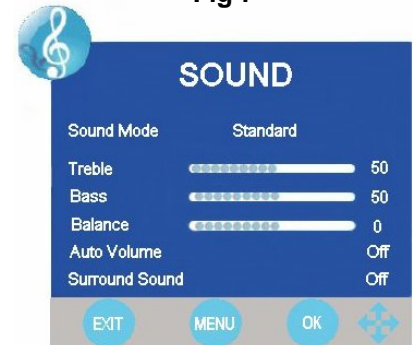 SOUND
Sound Mode Standard
Treble 50
Bass 50
Balance 0
Auto Volume Off
Surround Sound Off
EXIT MENU OK